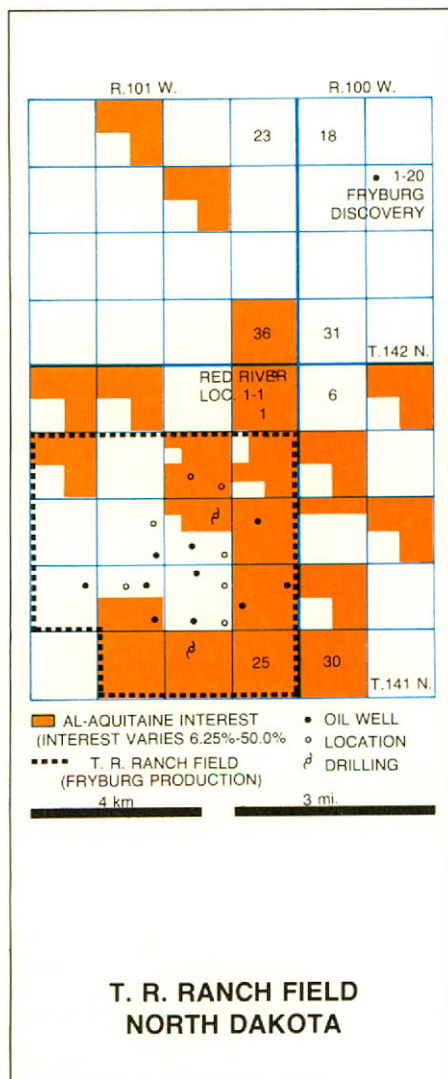 R.101 W. R.100 W.
23 18
1-20
FRYBURG
DISCOVERY
36 31
T.142 N.
RED RIVER
LOC. 1-1
6
1
25 30
T.141 N.
AL-AQUITAINE INTEREST
(INTEREST VARIES 6.25%-50.0%
T. R. RANCH FIELD
(FRYBURG PRODUCTION)
OIL WELL
LOCATION
DRILLING
4 km 3 mi.
T. R. RANCH FIELD
NORTH DAKOTA